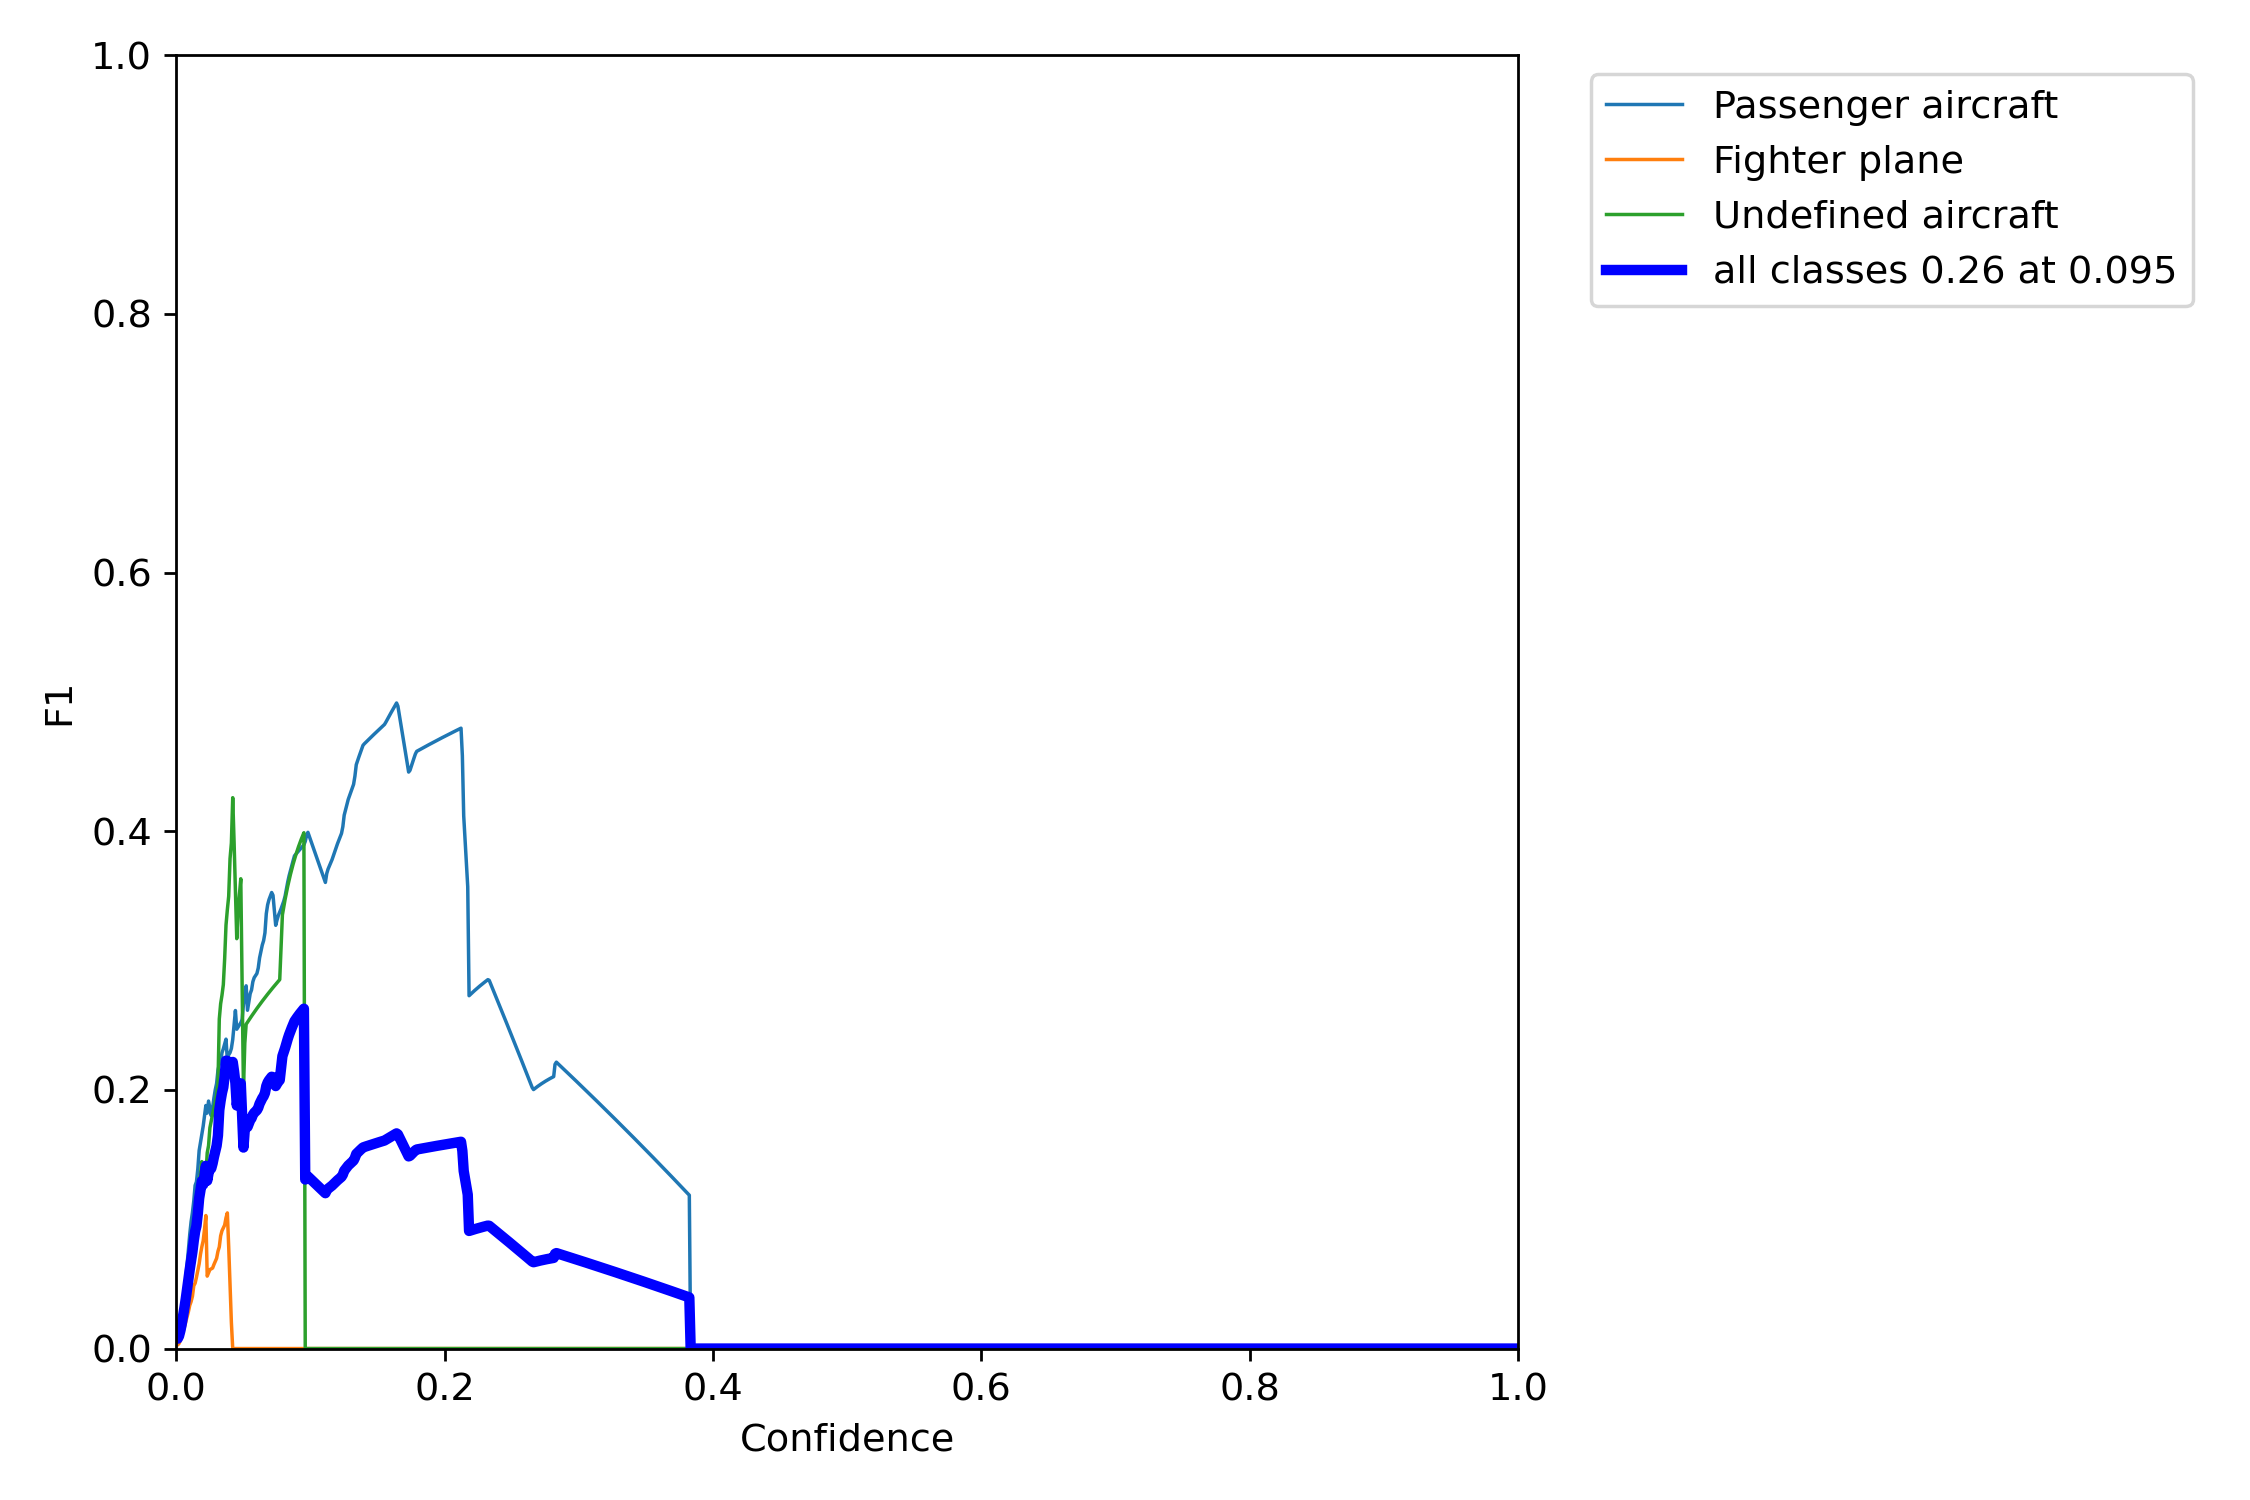 1.0
0.8
0.6
0.4
0.2
0.0
F1
0.0 0.2 0.4 0.6 0.8 1.0
Confidence
Passenger aircraft
Fighter plane
Undefined aircraft
all classes 0.26 at 0.095